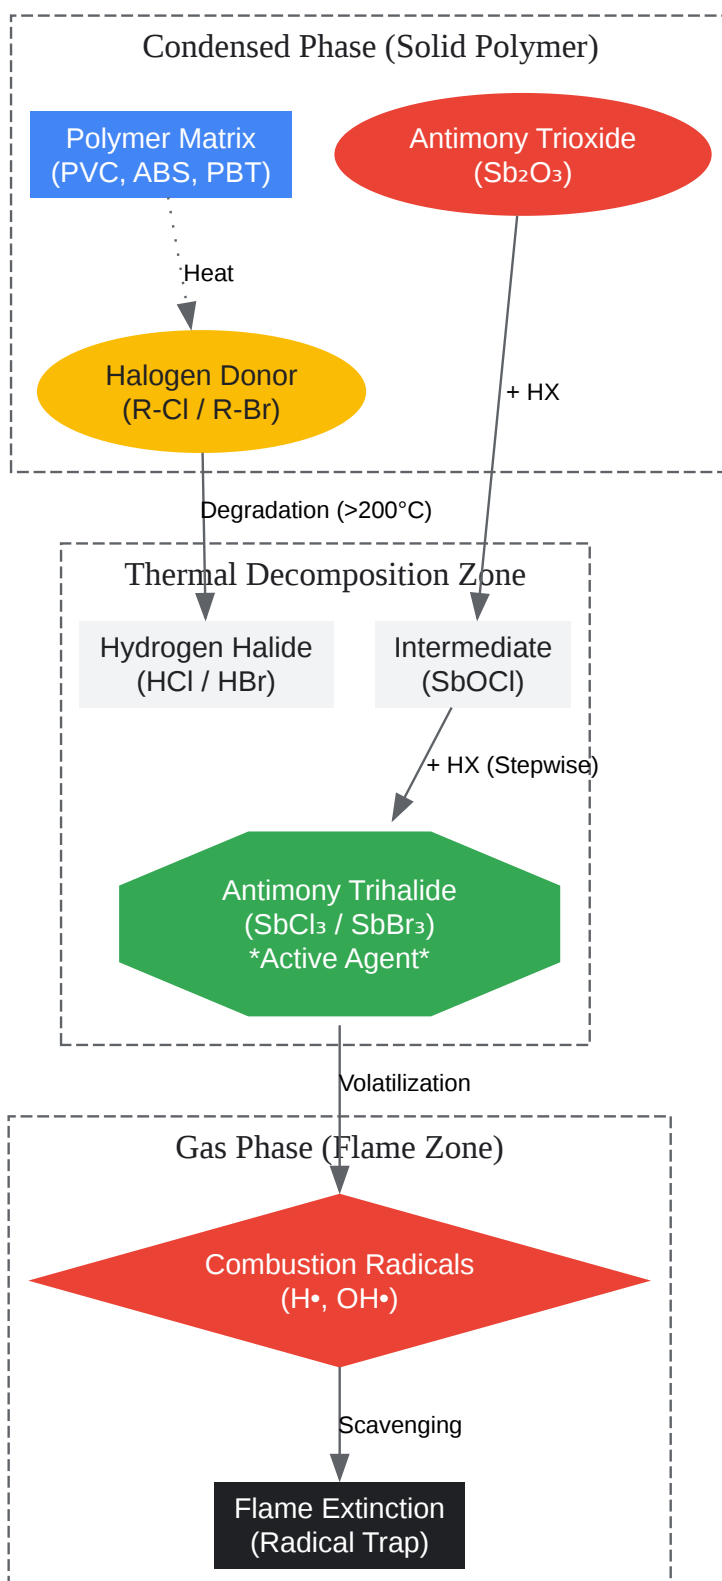 Condensed Phase (Solid Polymer)
Polymer Matrix
(PVC, ABS, PBT)
Antimony Trioxide
(Sb₂O₃)
Heat
Halogen Donor
(R-Cl / R-Br)
+ HX
Degradation (>200°C)
Thermal Decomposition Zone
Hydrogen Halide
(HCl / HBr)
Intermediate
(SbOCl)
+ HX (Stepwise)
Antimony Trihalide
(SbCl₃ / SbBr₃)
*Active Agent*
Volatilization
Gas Phase (Flame Zone)
Combustion Radicals
(H•, OH•)
Scavenging
Flame Extinction
(Radical Trap)